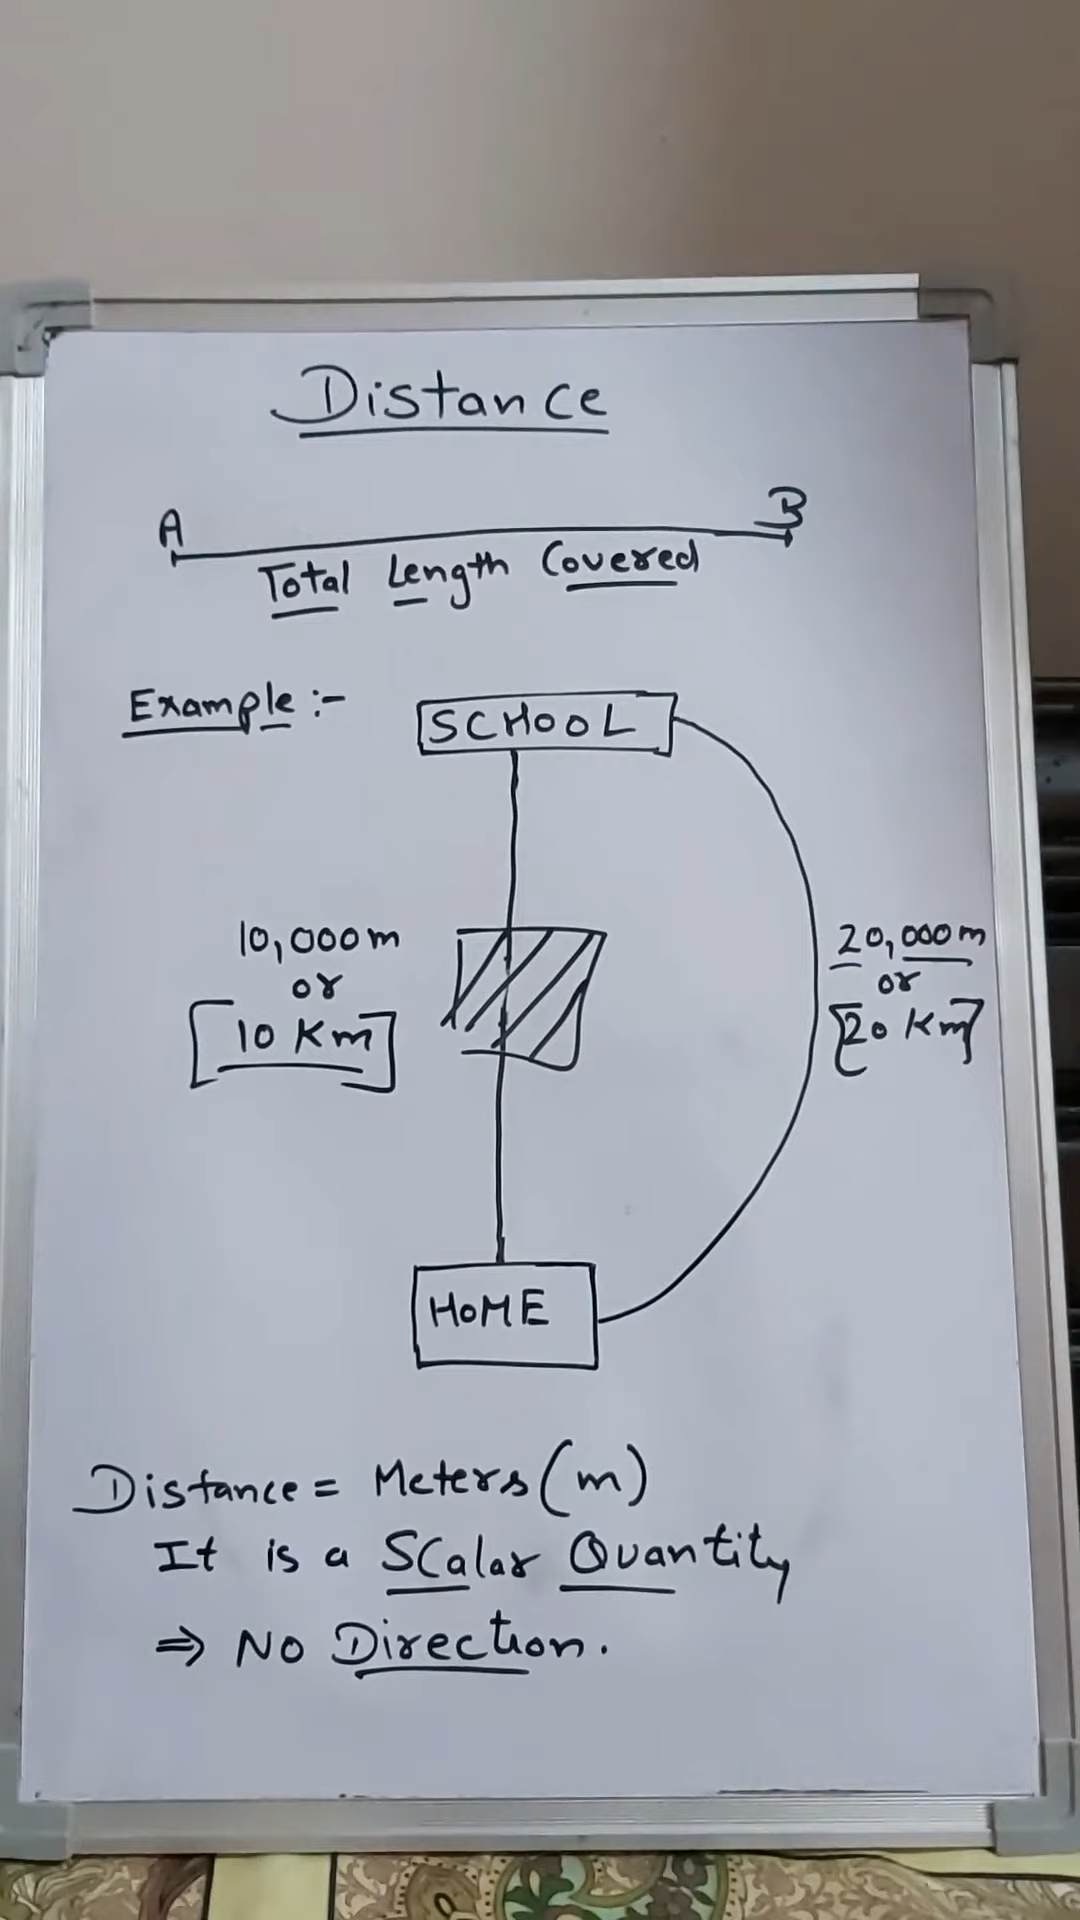 Distance
A
B
Total Length Covered
Example :-
SCHOOL
10,000m
or
10 Km
20,000m
or
20 Km
HOME
Distance = Meters (m)
It is a Scalar Quantity
⇒ No Direction.